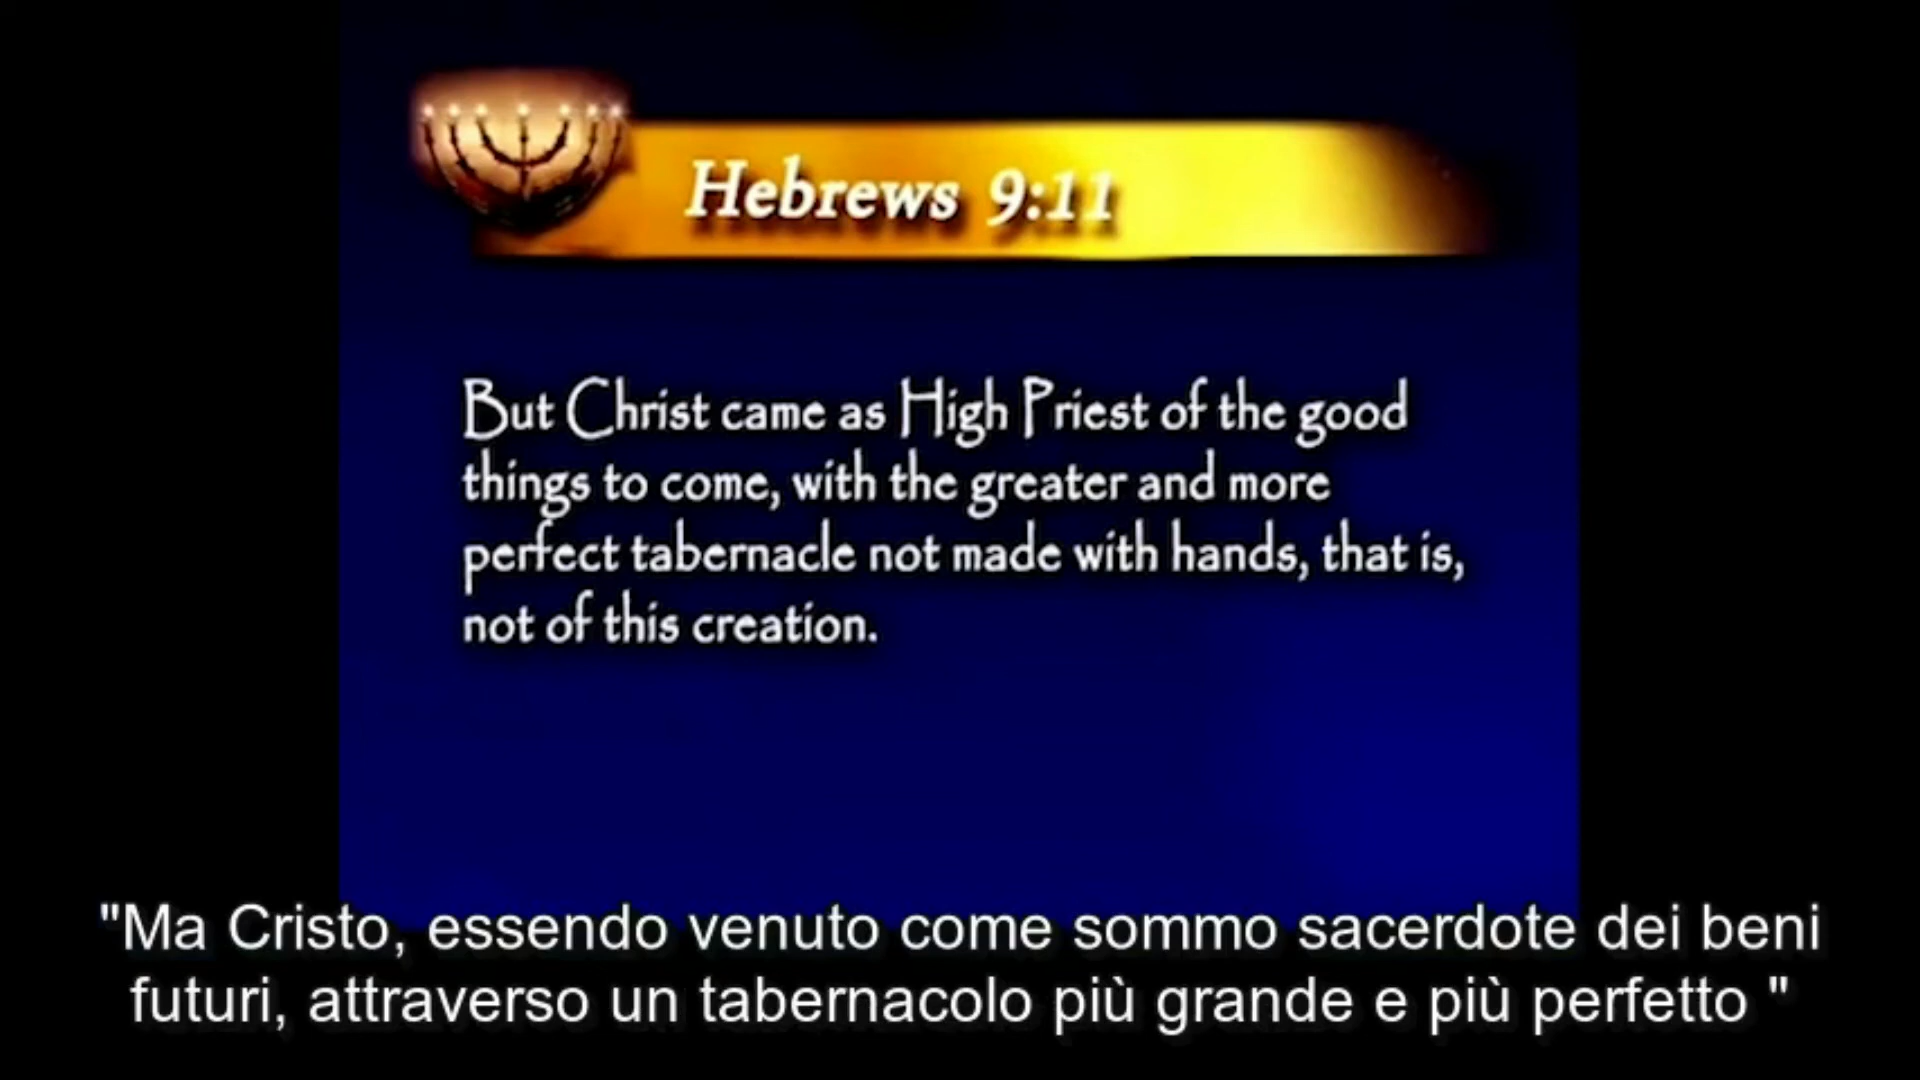 Hebrews 9:11
But Christ came as High Priest of the good
things to come, with the greater and more
perfect tabernacle not made with hands, that is,
not of this creation.
"Ma Cristo, essendo venuto come sommo sacerdote dei beni
futuri, attraverso un tabernacolo più grande e più perfetto "